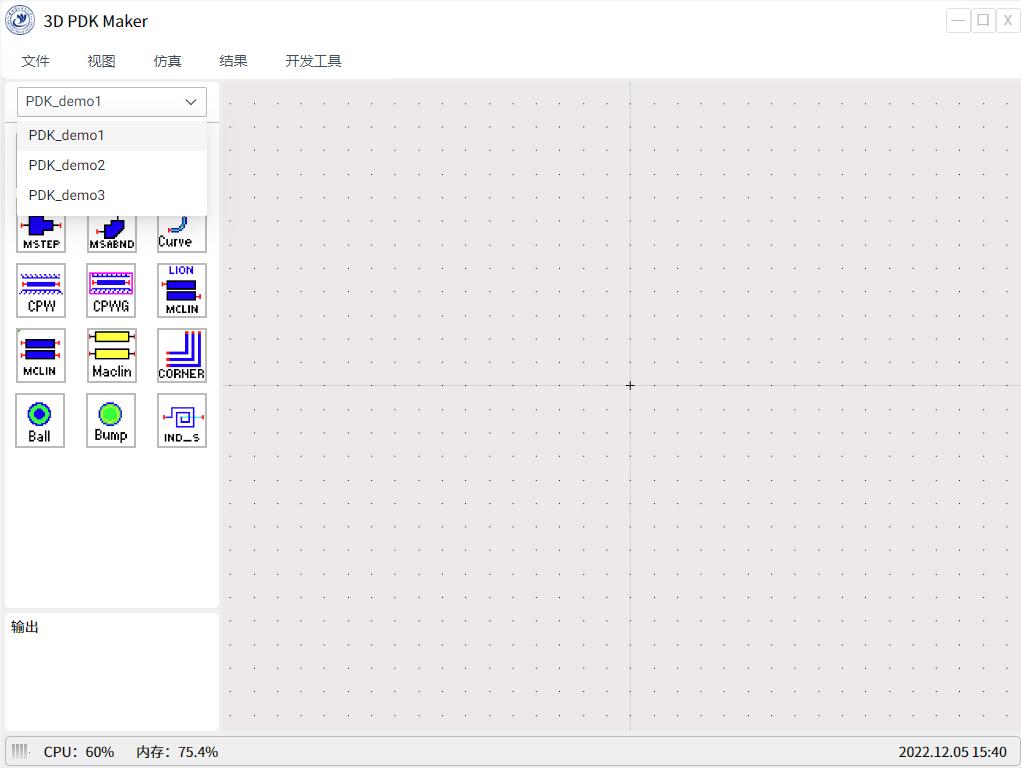 3D PDK Maker
— 口 X
文件 视图 仿真 结果 开发工具
PDK_demo1
PDK_demo1
PDK_demo2
PDK_demo3
MSTEP MSABND Curve
CPW CPWG LION MCLIN
MCLIN Maclin CORNER
Ball Bump IND_S
输出
CPU：60% 内存：75.4% 2022.12.05 15:40